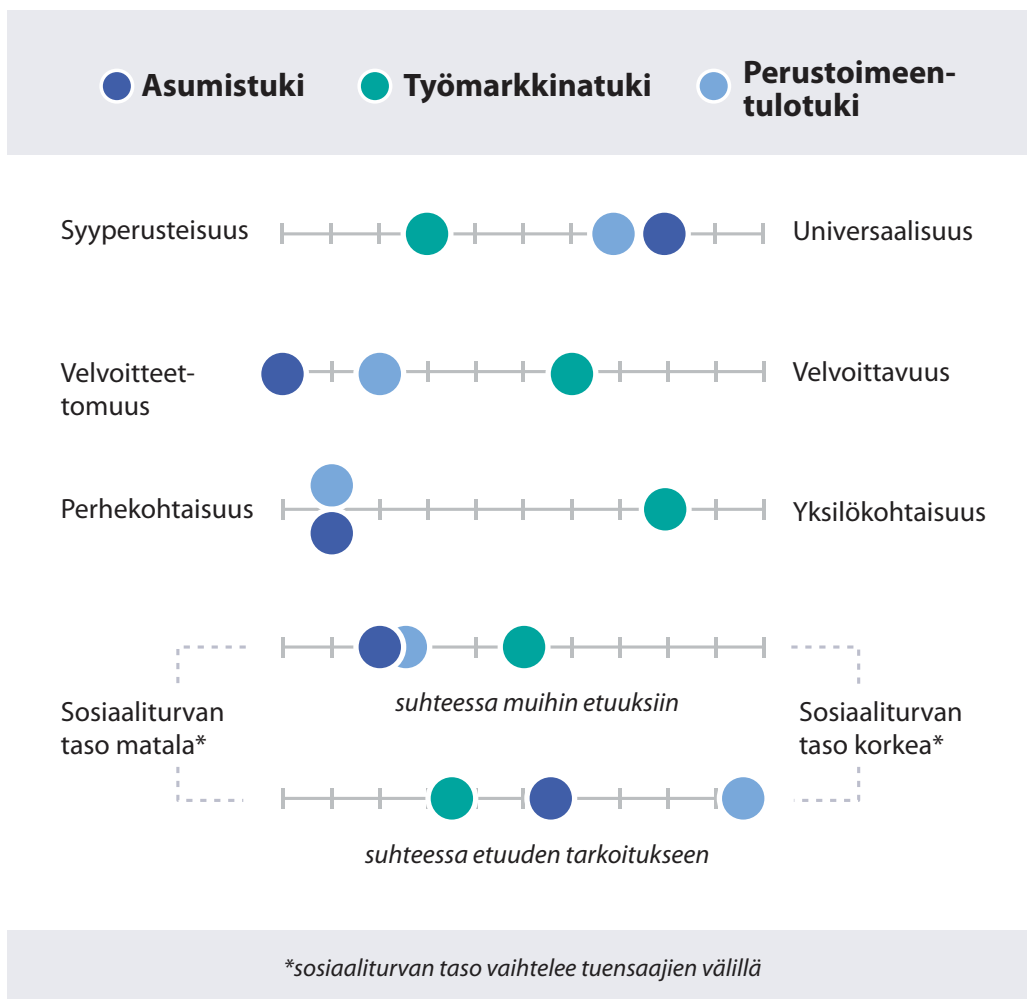 Asumistuki
Työmarkkinatuki
Perustoimeen-
tulotuki
Syyperusteisuus
Universaalisuus
Velvoitteet-
tomuus
Velvoittavuus
Perhekohtaisuus
Yksilökohtaisuus
suhteessa muihin etuuksiin
Sosiaaliturvan
taso matala*
Sosiaaliturvan
taso korkea*
suhteessa etuuden tarkoitukseen
*sosiaaliturvan taso vaihtelee tuensaajien välillä